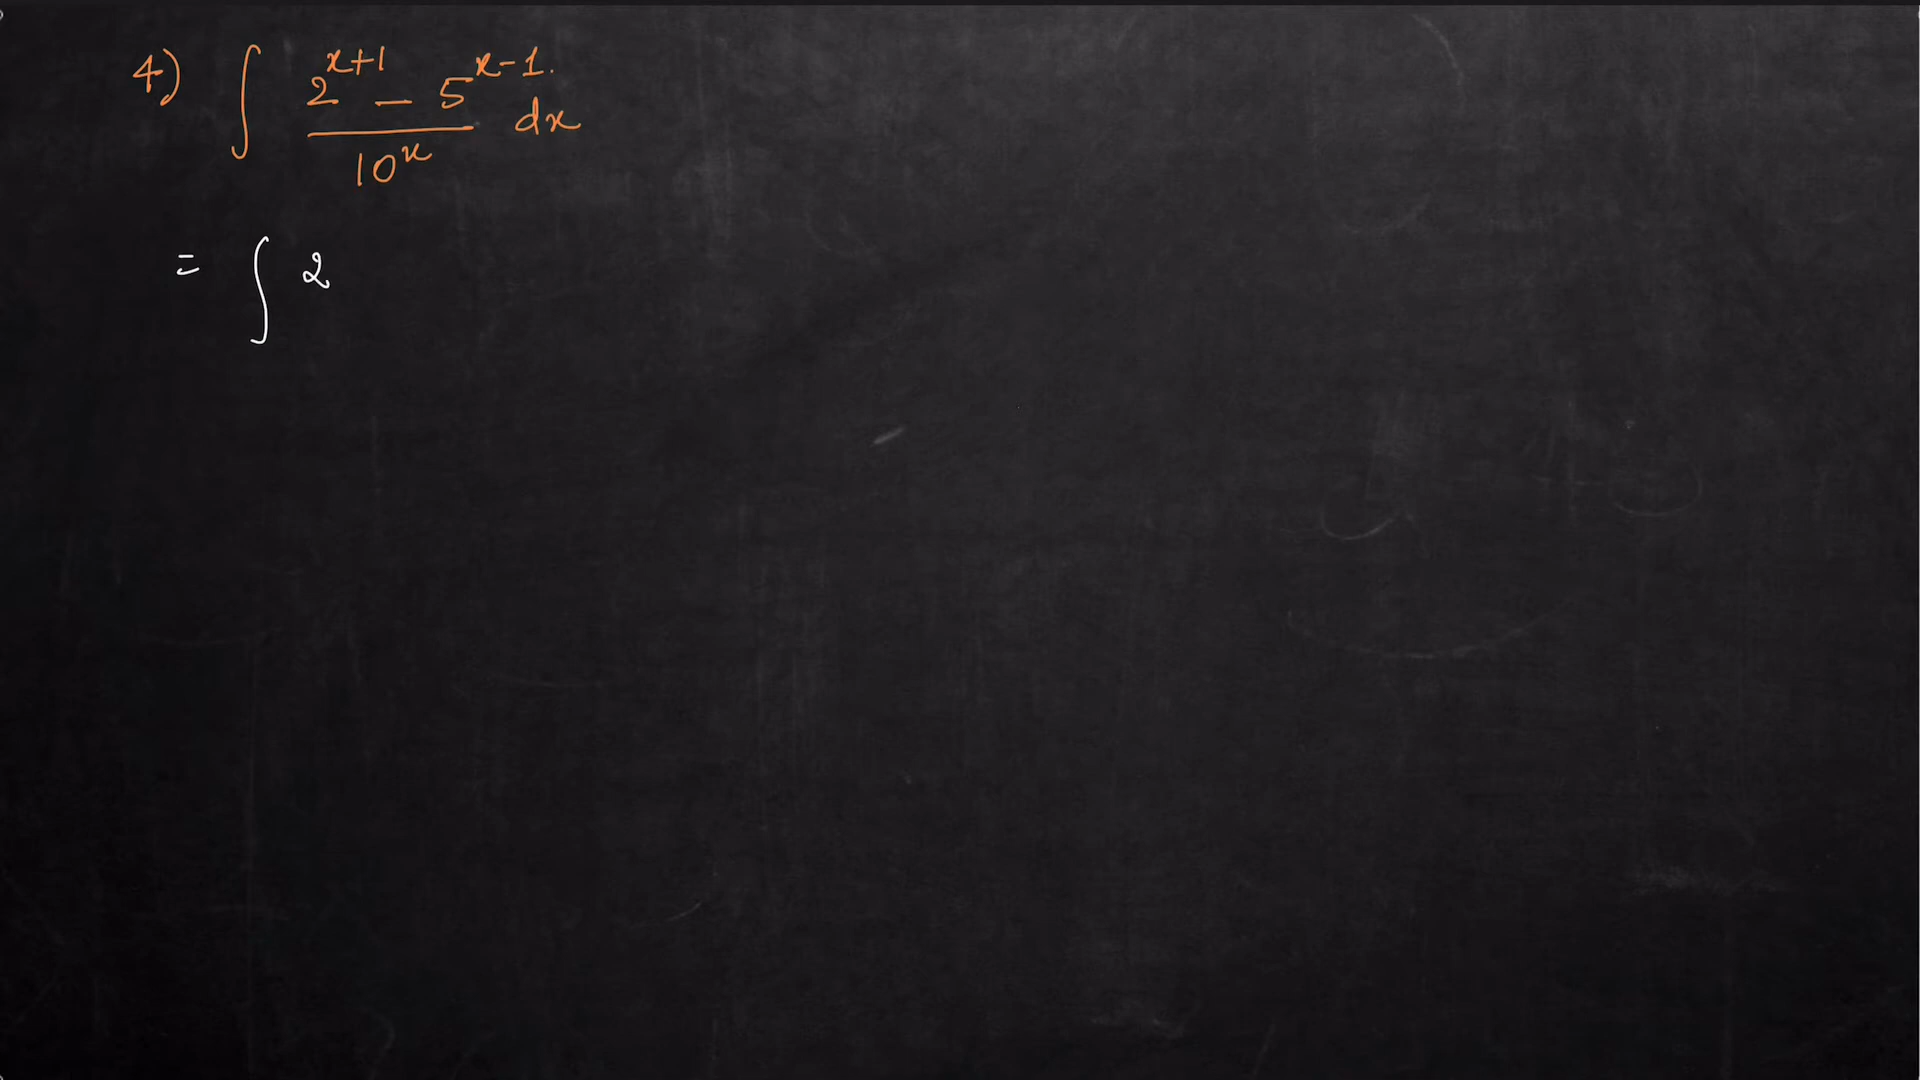 4) ∫ (2^(x+1) - 5^(x-1))/10^x dx
= ∫ 2